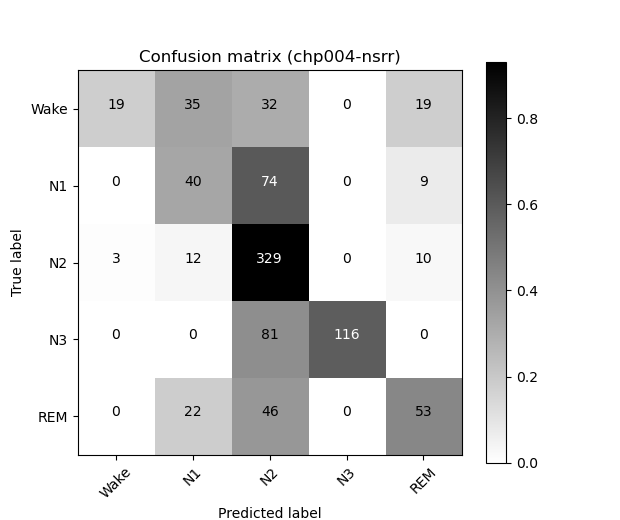 Confusion matrix (chp004-nsrr)
Wake 19 35 32 0 19
N1 0 40 74 0 9
N2 3 12 329 0 10
N3 0 0 81 116 0
REM 0 22 46 0 53
Wake N1 N2 N3 REM
Predicted label
True label
0.8
0.6
0.4
0.2
0.0